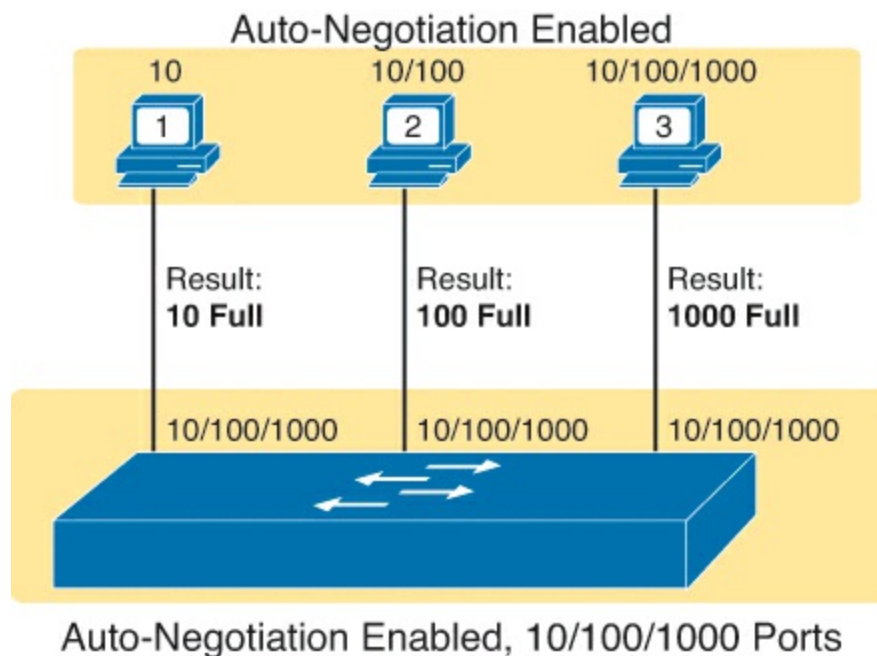 Auto-Negotiation Enabled
10 10/100 10/100/1000
1 2 3
Result: Result: Result:
10 Full 100 Full 1000 Full
10/100/1000 10/100/1000 10/100/1000
Auto-Negotiation Enabled, 10/100/1000 Ports